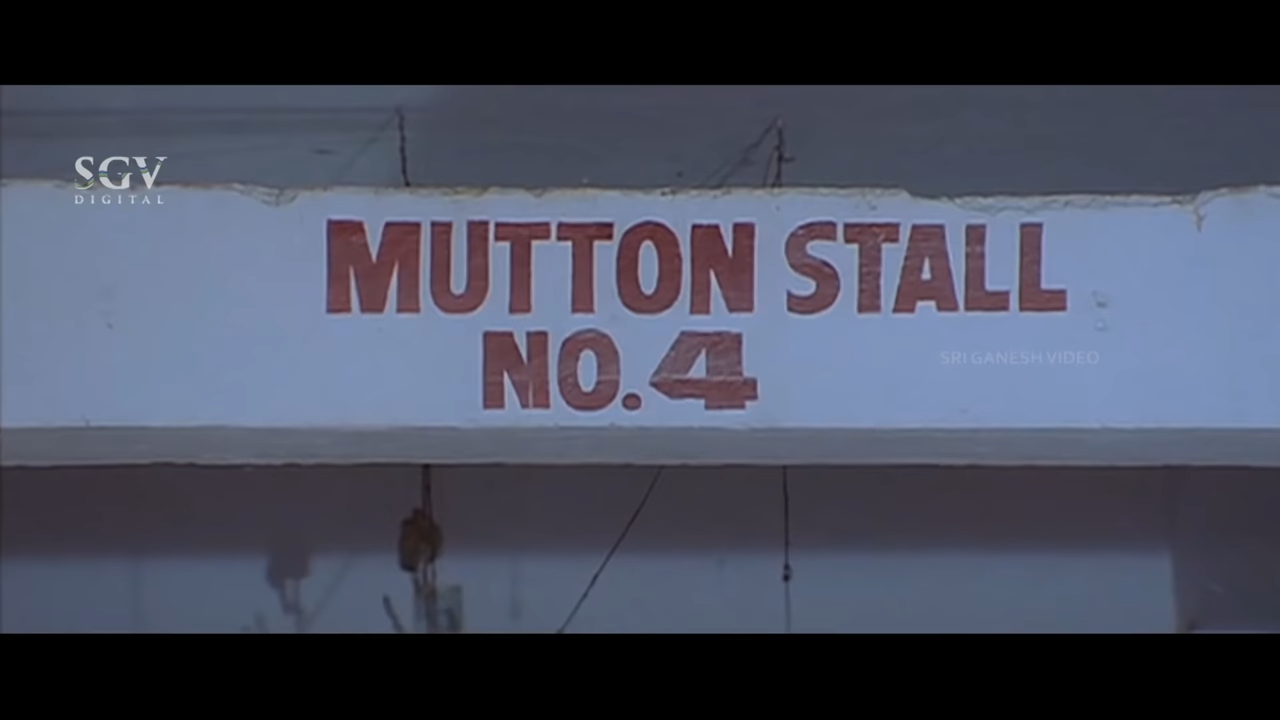 SGV
DIGITAL
MUTTON STALL
NO.4
SRI GANESH VIDEO